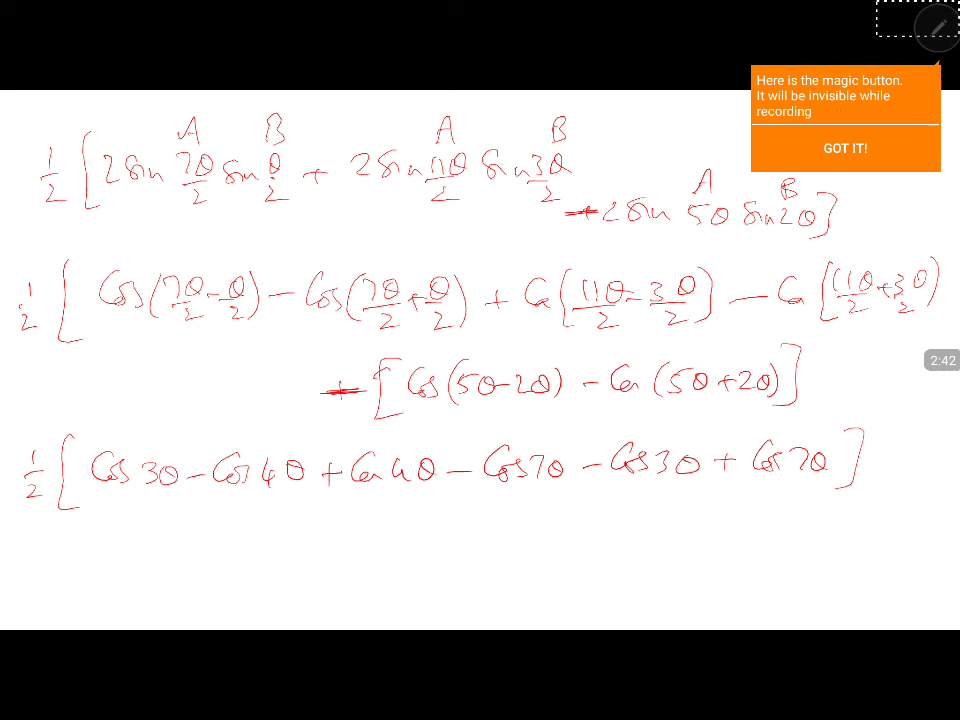 Here is the magic button.
It will be invisible while
recording
GOT IT!
A B A B
1/2 [2 sin 7θ/2 sin θ/2 + 2 sin 11θ/2 sin 3θ/2
A B
- 2 sin 5θ sin 2θ]
1/2 [Cos(7θ/2 - θ/2) - Cos(7θ/2 + θ/2) + Cos[11θ/2 - 3θ/2] - Cos[11θ/2 + 3θ/2]
2:42
- [Cos(5θ - 2θ) - Cos(5θ + 2θ)]
1/2 [Cos 3θ - Cos 4θ + Cos 4θ - Cos 7θ - Cos 3θ + Cos 7θ]